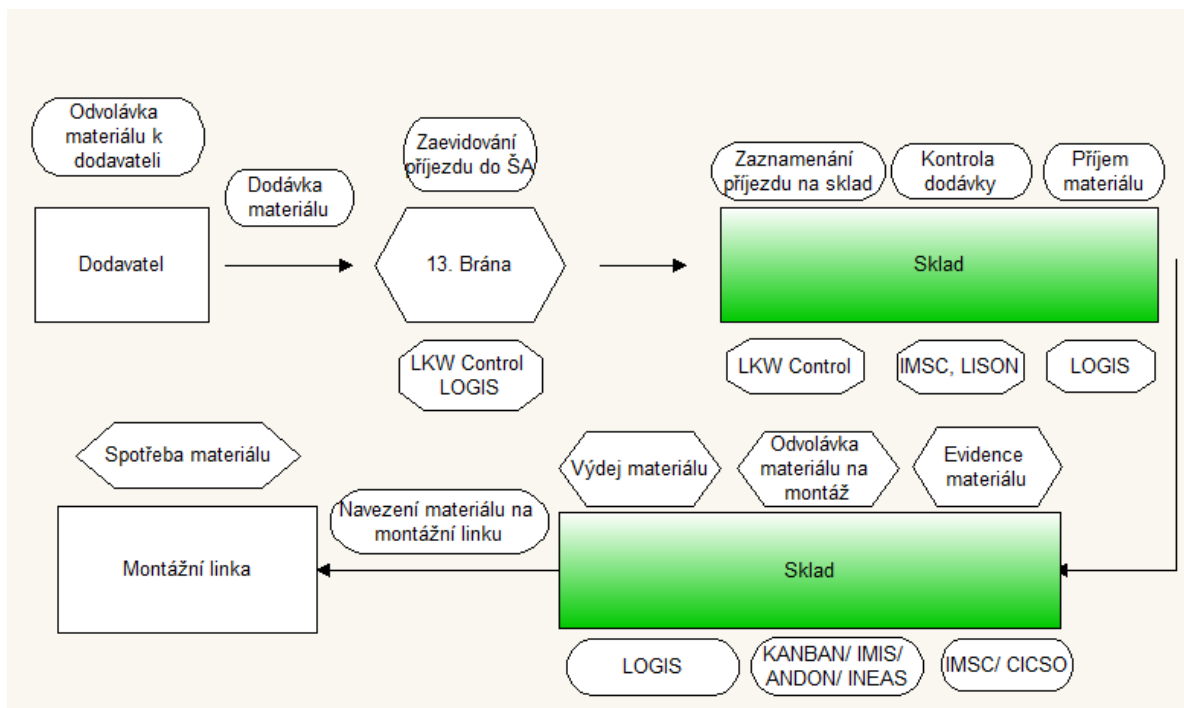 Odvolávka
materiálu k
dodavateli
Dodávka
materiálu
Zaevidování
příjezdu do ŠA
Zaznamenání
příjezdu na sklad
Kontrola
dodávky
Příjem
materiálu
Dodavatel
13. Brána
Sklad
LKW Control
LOGIS
LKW Control
IMSC, LISON
LOGIS
Spotřeba materiálu
Navezení materiálu na
montážní linku
Výdej materiálu
Odvolávka
materiálu na
montáž
Evidence
materiálu
Montážní linka
Sklad
LOGIS
KANBAN/ IMIS/
ANDON/ INEAS
IMSC/ CICSO